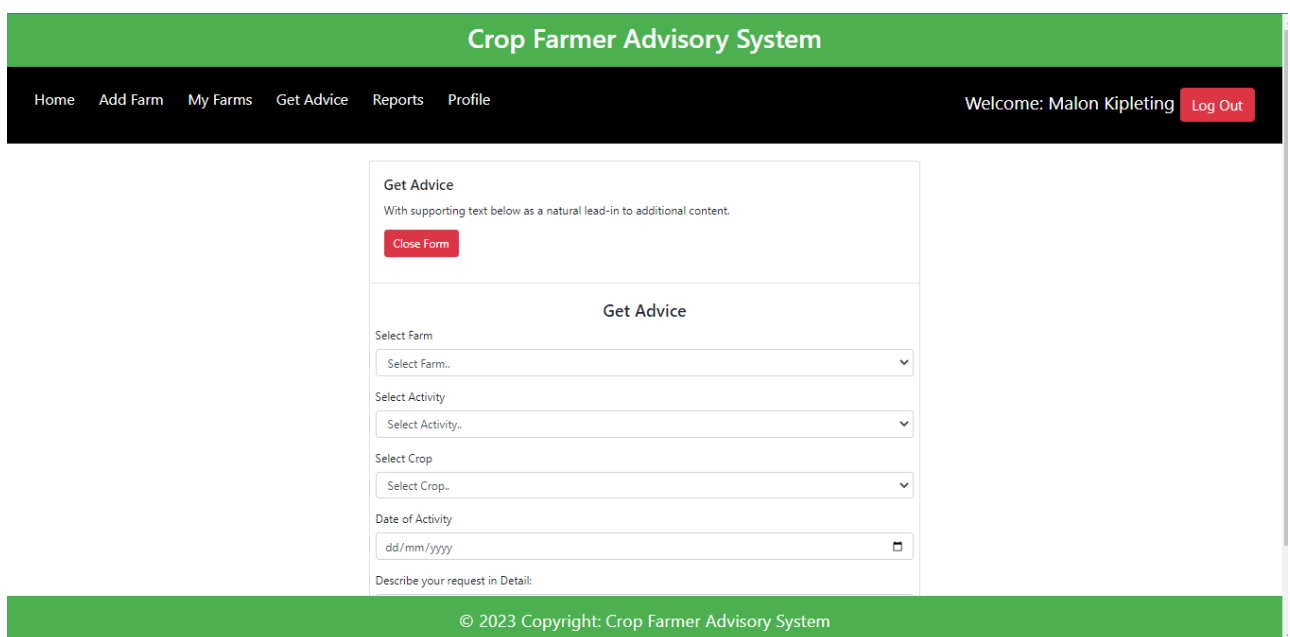 Crop Farmer Advisory System
Home Add Farm My Farms Get Advice Reports Profile Welcome: Malon Kipleting Log Out
Get Advice
With supporting text below as a natural lead-in to additional content.
Close Form
Get Advice
Select Farm
Select Farm..
Select Activity
Select Activity..
Select Crop
Select Crop..
Date of Activity
dd/mm/yyyy
Describe your request in Detail:
© 2023 Copyright: Crop Farmer Advisory System